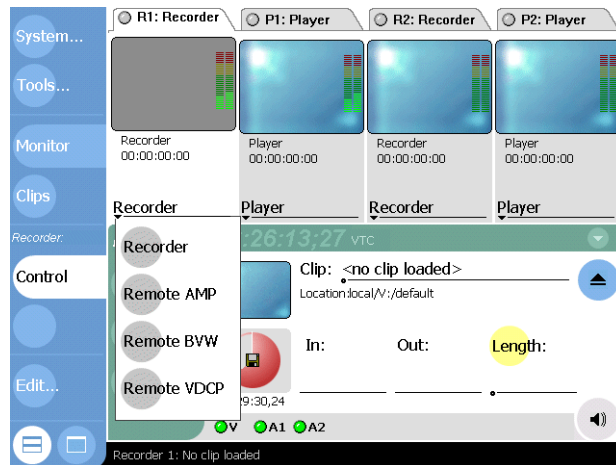 System...
Tools...
Monitor
Clips
Recorder:
Control
Edit...
R1: Recorder
P1: Player
R2: Recorder
P2: Player
Recorder
00:00:00:00
Player
00:00:00:00
Recorder
00:00:00:00
Player
00:00:00:00
Recorder
Player
Recorder
Player
Recorder
Remote AMP
Remote BVW
Remote VDCP
:26:13;27 VTC
Clip: <no clip loaded>
Location:local/V:/default
In:
Out:
Length:
29:30,24
V A1 A2
Recorder 1: No clip loaded